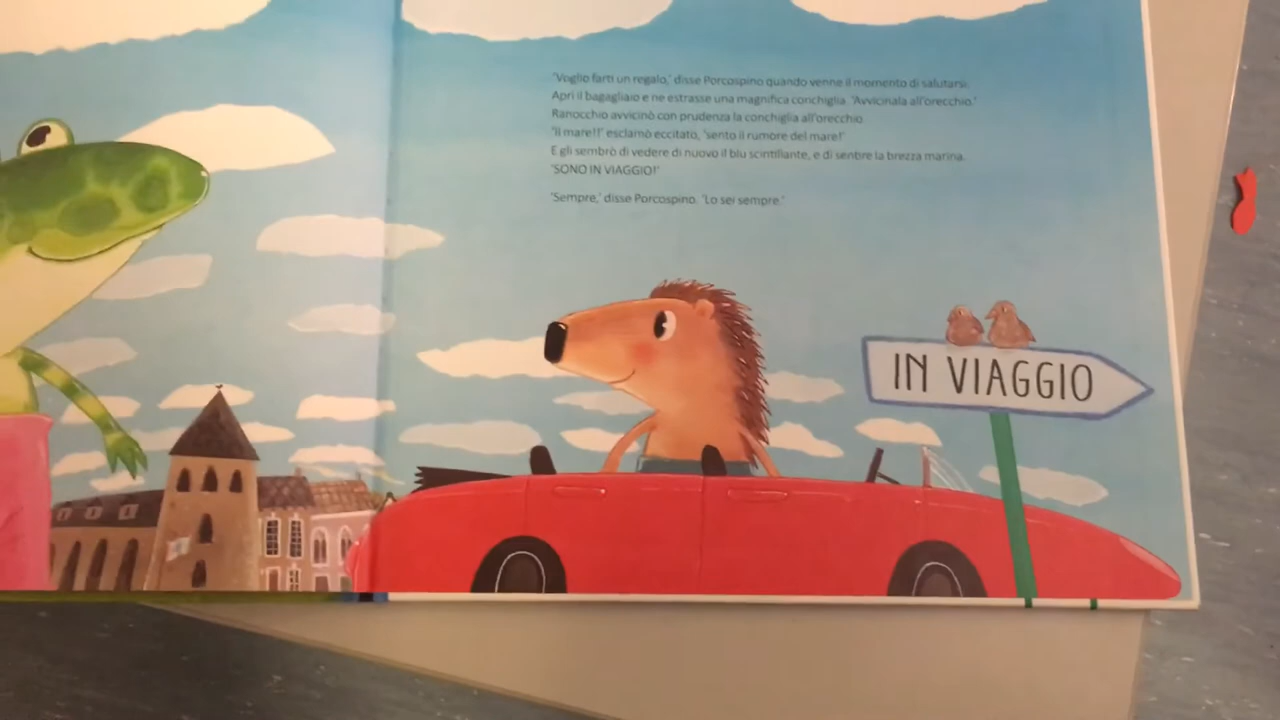 'Voglio farti un regalo,' disse Porcospino quando venne il momento di salutarsi.
Aprì il bagagliaio e ne estrasse una magnifica conchiglia. 'Avvicinala all'orecchio.'
Ranocchio avvicinò con prudenza la conchiglia all'orecchio.
'Il mare!!' esclamò eccitato, 'sento il rumore del mare!'
E gli sembrò di vedere di nuovo il blu scintillante, e di senbre la brezza marina.
'SONO IN VIAGGIO!'
'Sempre,' disse Porcospino. 'Lo sei sempre.'
IN VIAGGIO